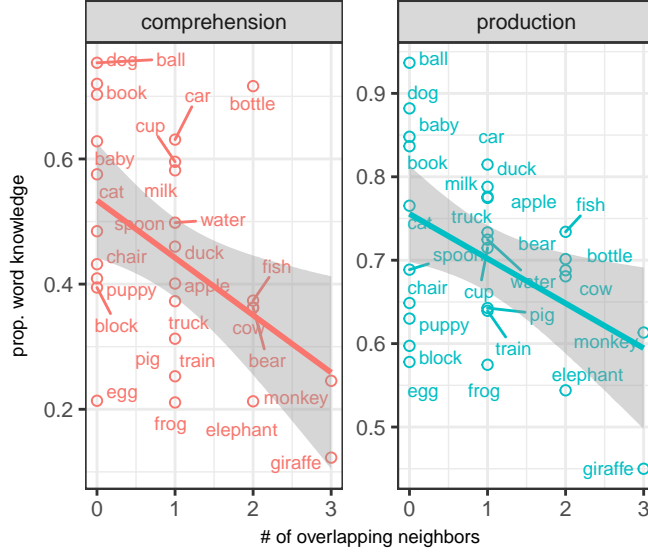 comprehension
production
prop. word knowledge
0.6
0.4
0.2
dog
ball
book
car
bottle
cup
baby
milk
cat
spoon
water
duck
chair
fish
puppy
apple
block
truck
cow
bear
pig
train
egg
monkey
frog
elephant
giraffe
0
1
2
3
0.9
0.8
0.7
0.6
0.5
ball
dog
baby
car
book
duck
milk
apple
fish
cat
truck
bear
spoon
bottle
water
chair
cup
cow
pig
puppy
monkey
train
block
elephant
egg
frog
giraffe
0
1
2
3
# of overlapping neighbors